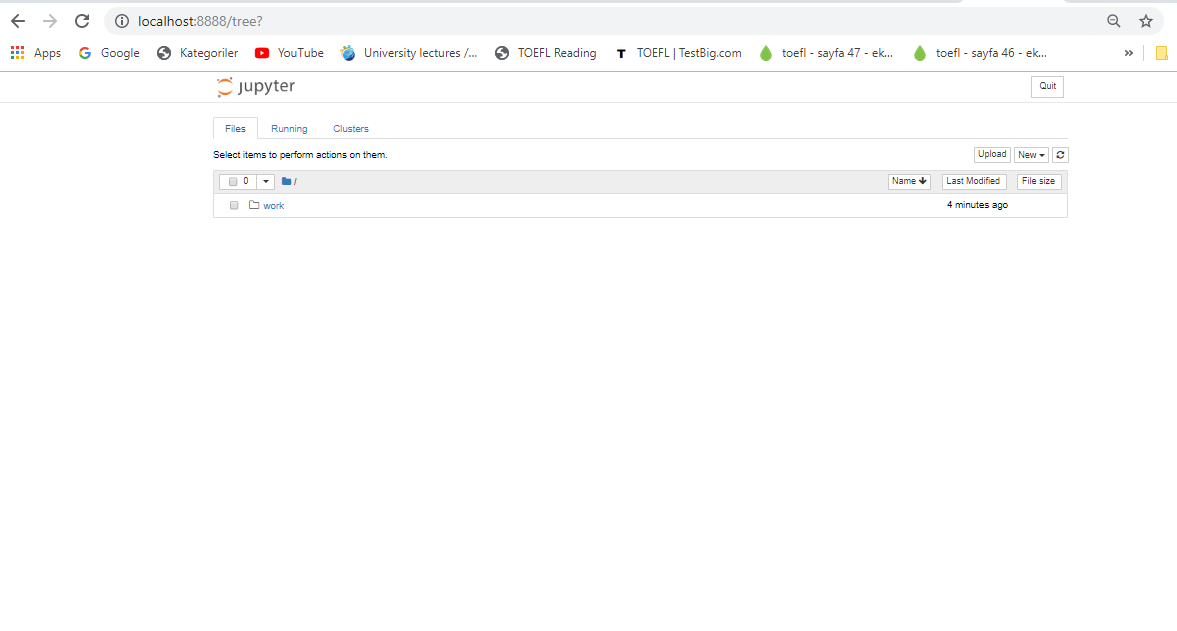 localhost:8888/tree?
Apps Google Kategoriler YouTube University lectures /... TOEFL Reading T TOEFL | TestBig.com toefl - sayfa 47 - ek... toefl - sayfa 46 - ek... »
jupyter Quit
Files Running Clusters
Select items to perform actions on them. Upload New
0 / Name Last Modified File size
work 4 minutes ago